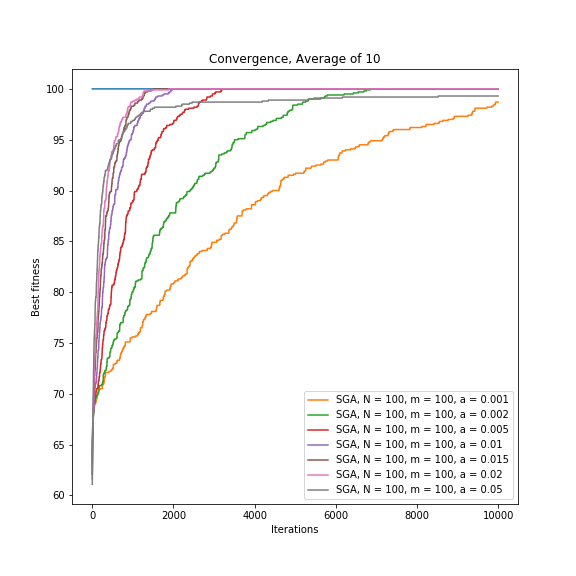 Convergence, Average of 10
Best fitness
100
95
90
85
80
75
70
65
60
SGA, N = 100, m = 100, a = 0.001
SGA, N = 100, m = 100, a = 0.002
SGA, N = 100, m = 100, a = 0.005
SGA, N = 100, m = 100, a = 0.01
SGA, N = 100, m = 100, a = 0.015
SGA, N = 100, m = 100, a = 0.02
SGA, N = 100, m = 100, a = 0.05
0 2000 4000 6000 8000 10000
Iterations